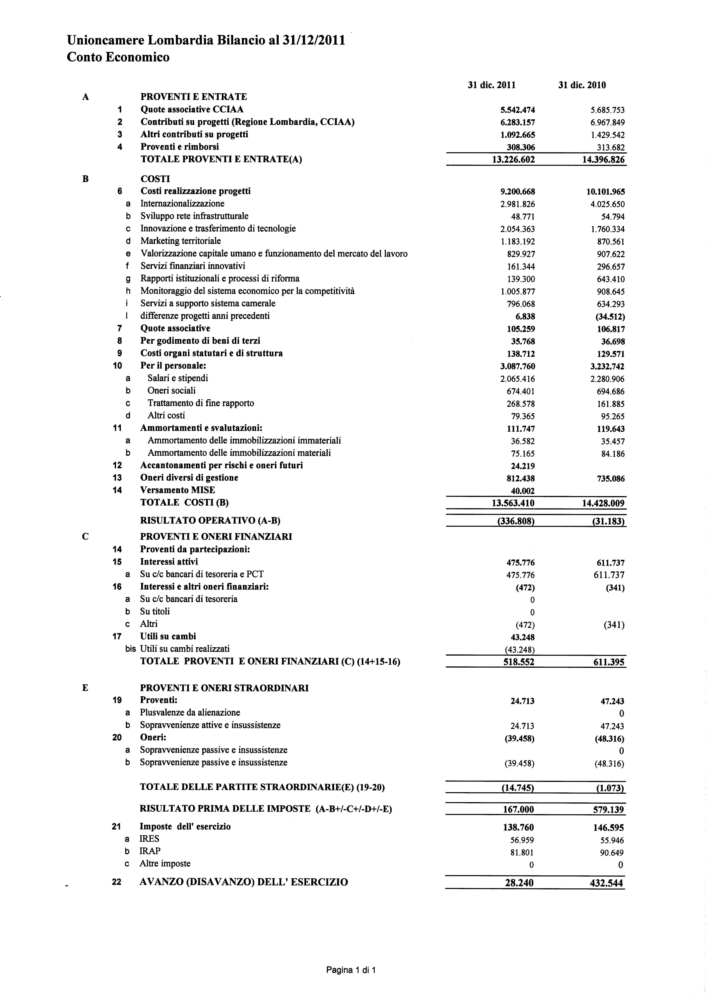 Unioncamere Lombardia Bilancio al 31/12/2011
Conto Economico
31 dic. 2011 31 dic. 2010
A PROVENTI E ENTRATE
1 Quote associative CCIAA 5.542.474 5.685.753
2 Contributi su progetti (Regione Lombardia, CCIAA) 6.283.157 6.967.849
3 Altri contributi su progetti 1.092.665 1.429.542
4 Proventi e rimborsi 308.306 313.682
TOTALE PROVENTI E ENTRATE(A) 13.226.602 14.396.826
B COSTI
6 Costi realizzazione progetti 9.200.668 10.101.965
a Internazionalizzazione 2.981.826 4.025.650
b Sviluppo rete infrastrutturale 48.771 54.794
c Innovazione e trasferimento di tecnologie 2.054.363 1.760.334
d Marketing territoriale 1.183.192 870.561
e Valorizzazione capitale umano e funzionamento del mercato del lavoro 829.927 907.622
f Servizi finanziari innovativi 161.344 296.657
g Rapporti istituzionali e processi di riforma 139.300 643.410
h Monitoraggio del sistema economico per la competitività 1.005.877 908.645
i Servizi a supporto sistema camerale 796.068 634.293
l differenze progetti anni precedenti 6.838 (34.512)
7 Quote associative 105.259 106.817
8 Per godimento di beni di terzi 35.768 36.698
9 Costi organi statutari e di struttura 138.712 129.571
10 Per il personale: 3.087.760 3.232.742
a Salari e stipendi 2.065.416 2.280.906
b Oneri sociali 674.401 694.686
c Trattamento di fine rapporto 268.578 161.885
d Altri costi 79.365 95.265
11 Ammortamenti e svalutazioni: 111.747 119.643
a Ammortamento delle immobilizzazioni immateriali 36.582 35.457
b Ammortamento delle immobilizzazioni materiali 75.165 84.186
12 Accantonamenti per rischi e oneri futuri 24.219
13 Oneri diversi di gestione 812.438 735.086
14 Versamento MISE 40.002
TOTALE COSTI (B) 13.563.410 14.428.009
RISULTATO OPERATIVO (A-B) (336.808) (31.183)
C PROVENTI E ONERI FINANZIARI
14 Proventi da partecipazioni:
15 Interessi attivi 475.776 611.737
a Su c/c bancari di tesoreria e PCT 475.776 611.737
16 Interessi e altri oneri finanziari: (472) (341)
a Su c/c bancari di tesoreria 0
b Su titoli 0
c Altri (472) (341)
17 Utili su cambi 43.248
bis Utili su cambi realizzati (43.248)
TOTALE PROVENTI E ONERI FINANZIARI (C) (14+15-16) 518.552 611.395
E PROVENTI E ONERI STRAORDINARI
19 Proventi: 24.713 47.243
a Plusvalenze da alienazione 0
b Sopravvenienze attive e insussistenze 24.713 47.243
20 Oneri: (39.458) (48.316)
a Sopravvenienze passive e insussistenze 0
b Sopravvenienze passive e insussistenze (39.458) (48.316)
TOTALE DELLE PARTITE STRAORDINARIE(E) (19-20) (14.745) (1.073)
RISULTATO PRIMA DELLE IMPOSTE (A-B+/-C+/-D+/-E) 167.000 579.139
21 Imposte dell' esercizio 138.760 146.595
a IRES 56.959 55.946
b IRAP 81.801 90.649
c Altre imposte 0 0
22 AVANZO (DISAVANZO) DELL' ESERCIZIO 28.240 432.544
Pagina 1 di 1